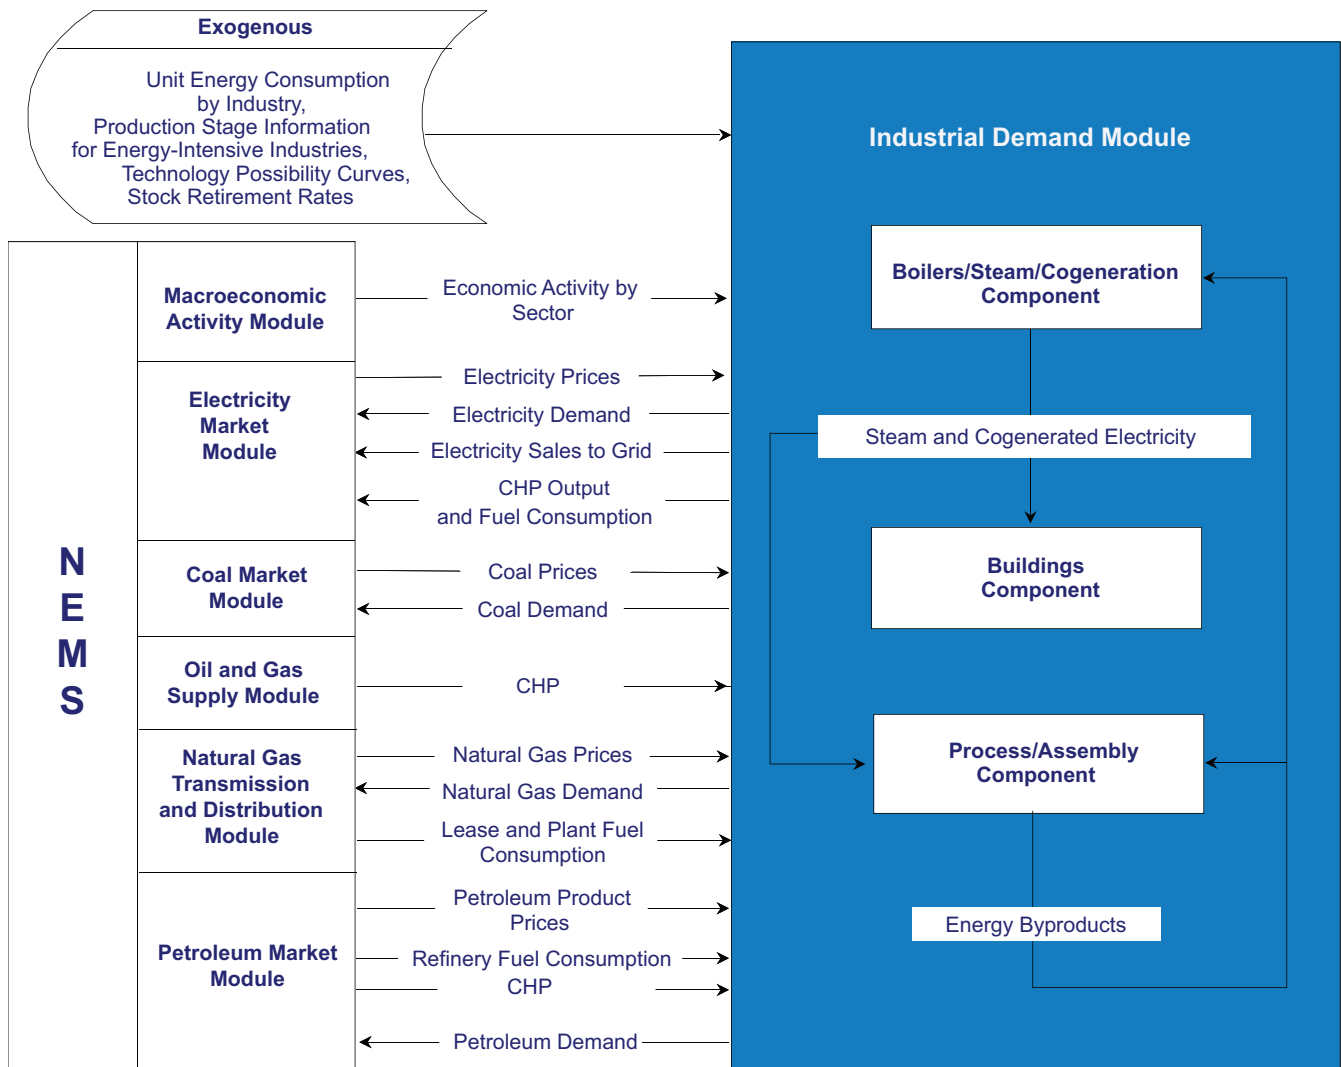 Exogenous
Unit Energy Consumption
by Industry,
Production Stage Information
for Energy-Intensive Industries,
Technology Possibility Curves,
Stock Retirement Rates
N
E
M
S
Macroeconomic
Activity Module
Economic Activity by
Sector
Electricity
Market
Module
Electricity Prices
Electricity Demand
Electricity Sales to Grid
CHP Output
and Fuel Consumption
Coal Market
Module
Coal Prices
Coal Demand
Oil and Gas
Supply Module
CHP
Natural Gas
Transmission
and Distribution
Module
Natural Gas Prices
Natural Gas Demand
Lease and Plant Fuel
Consumption
Petroleum Market
Module
Petroleum Product
Prices
Refinery Fuel Consumption
CHP
Petroleum Demand
Industrial Demand Module
Boilers/Steam/Cogeneration
Component
Steam and Cogenerated Electricity
Buildings
Component
Process/Assembly
Component
Energy Byproducts